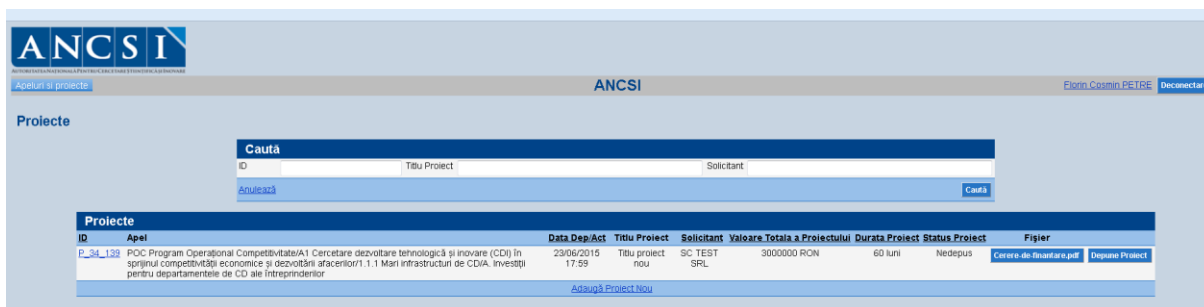 ANCSI
AUTORITATEA NAȚIONALĂ PENTRU CERCETARE ȘTIINȚIFICĂ ȘI INOVARE
Apeluri si proiecte ANCSI Florin Cosmin PETRE Deconectare
Proiecte
Caută
ID Titlu Proiect Solicitant
Anulează Caută
Proiecte
ID Apel Data Dep/Act Titlu Proiect Solicitant Valoare Totala a Proiectului Durata Proiect Status Proiect Fișier
P_34_139 POC Program Operațional Competitivitate/A1 Cercetare dezvoltare tehnologică și inovare (CDI) în 23/06/2015 Titlu proiect SC TEST 3000000 RON 60 luni Nedepus Cerere-de-finantare.pdf Depune Proiect
sprijinul competitivității economice și dezvoltării afacerilor/1.1.1 Mari infrastructuri de CD/A. Investiții 17:59 nou SRL
pentru departamentele de CD ale întreprinderilor
Adaugă Proiect Nou